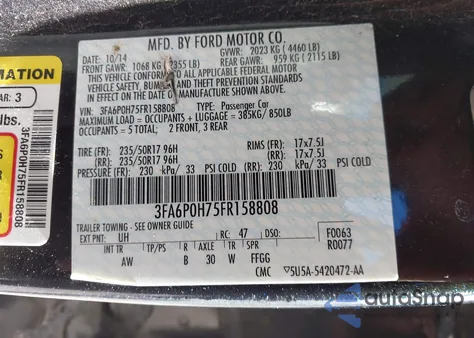 MFD. BY FORD MOTOR CO.
DATE: 10/14 GVWR: 2023 KG ( 4460 LB)
FRONT GAWR: 1068 KG ( 2355 LB) REAR GAWR: 959 KG ( 2115 LB)
THIS VEHICLE CONFORMS TO ALL APPLICABLE FEDERAL MOTOR
VEHICLE SAFETY, BUMPER AND THEFT PREVENTION STANDARDS
IN EFFECT ON THE DATE OF MANUFACTURE SHOWN ABOVE.
VIN: 3FA6P0H75FR158808 TYPE: Passenger Car
MAXIMUM LOAD = OCCUPANTS + LUGGAGE = 385KG/ 850LB
OCCUPANTS = 5 TOTAL; 2 FRONT, 3 REAR
TIRE (FR): 235/50R17 96H RIMS (FR): 17x7.5J
(RR): 235/50R17 96H (RR): 17x7.5J
PRESSURE (FR): 230 kPa/ 33 PSI COLD (RR): 230 kPa/ 33 PSI COLD
3FA6P0H75FR158808
TRAILER TOWING - SEE OWNER GUIDE
EXT PNT: UH RC: 47 DSO: F0063
R0077
INT TR TP/PS R AXLE TR SPR
AW B 30 W FFGG
CMC 5U5A-5420472-AA
MATION
AR: 3
lbs.
3FA6P0H75FR158808
autoSnap